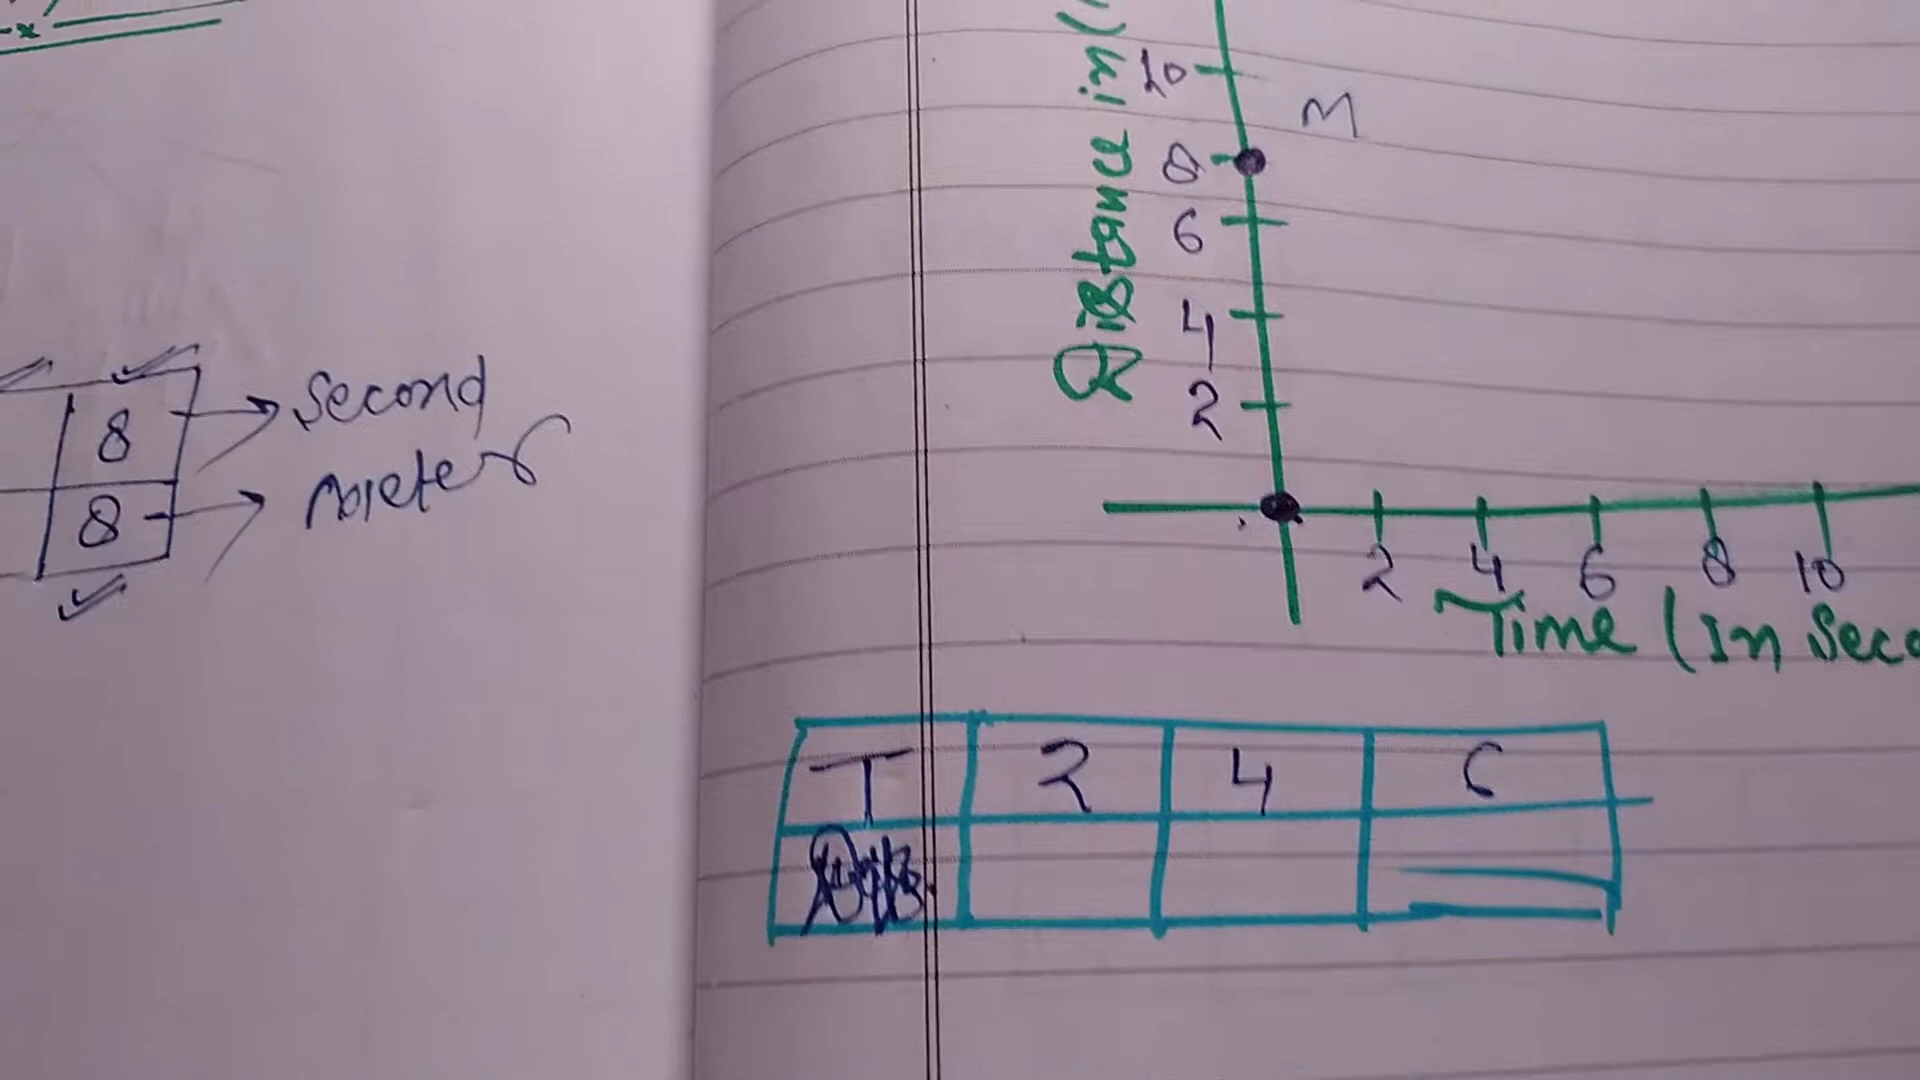 -x
8 → Second
8 → Meter
Distance in(
10
M
8
6
4
2
2 4 6 8 10
Time (In Seco
T 2 4 6